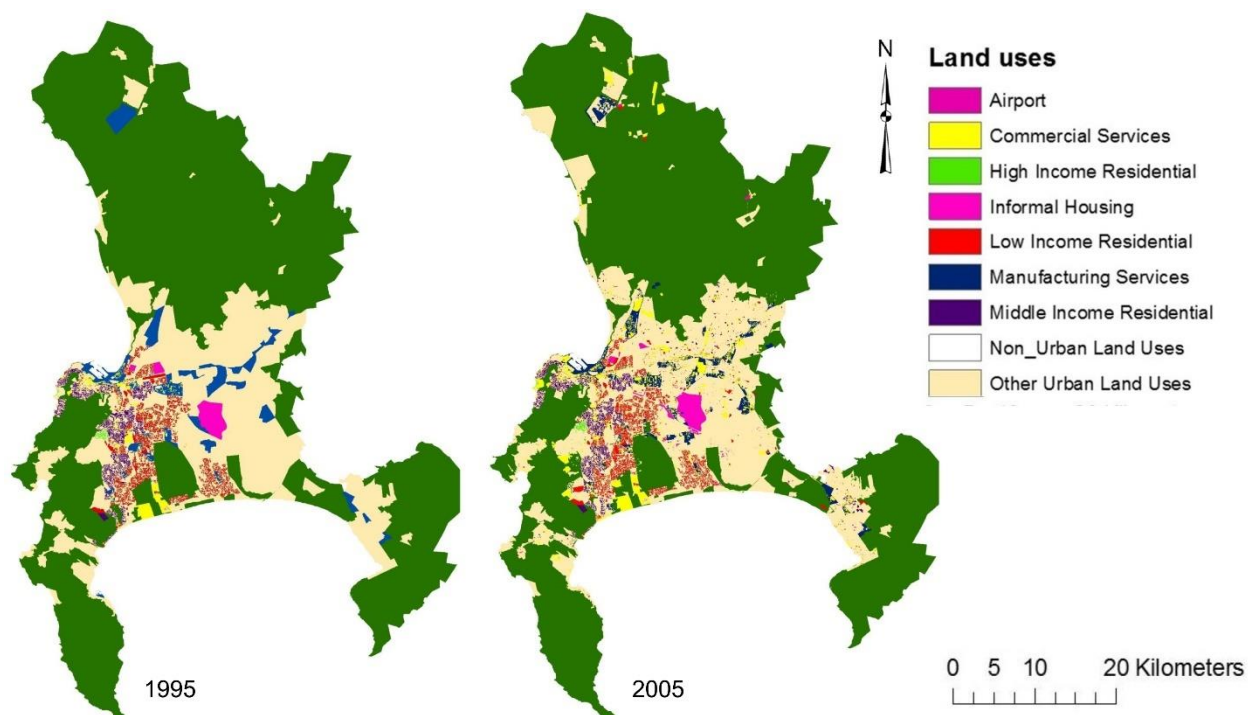 N
Land uses
Airport
Commercial Services
High Income Residential
Informal Housing
Low Income Residential
Manufacturing Services
Middle Income Residential
Non_Urban Land Uses
Other Urban Land Uses
1995
2005
0 5 10 20 Kilometers